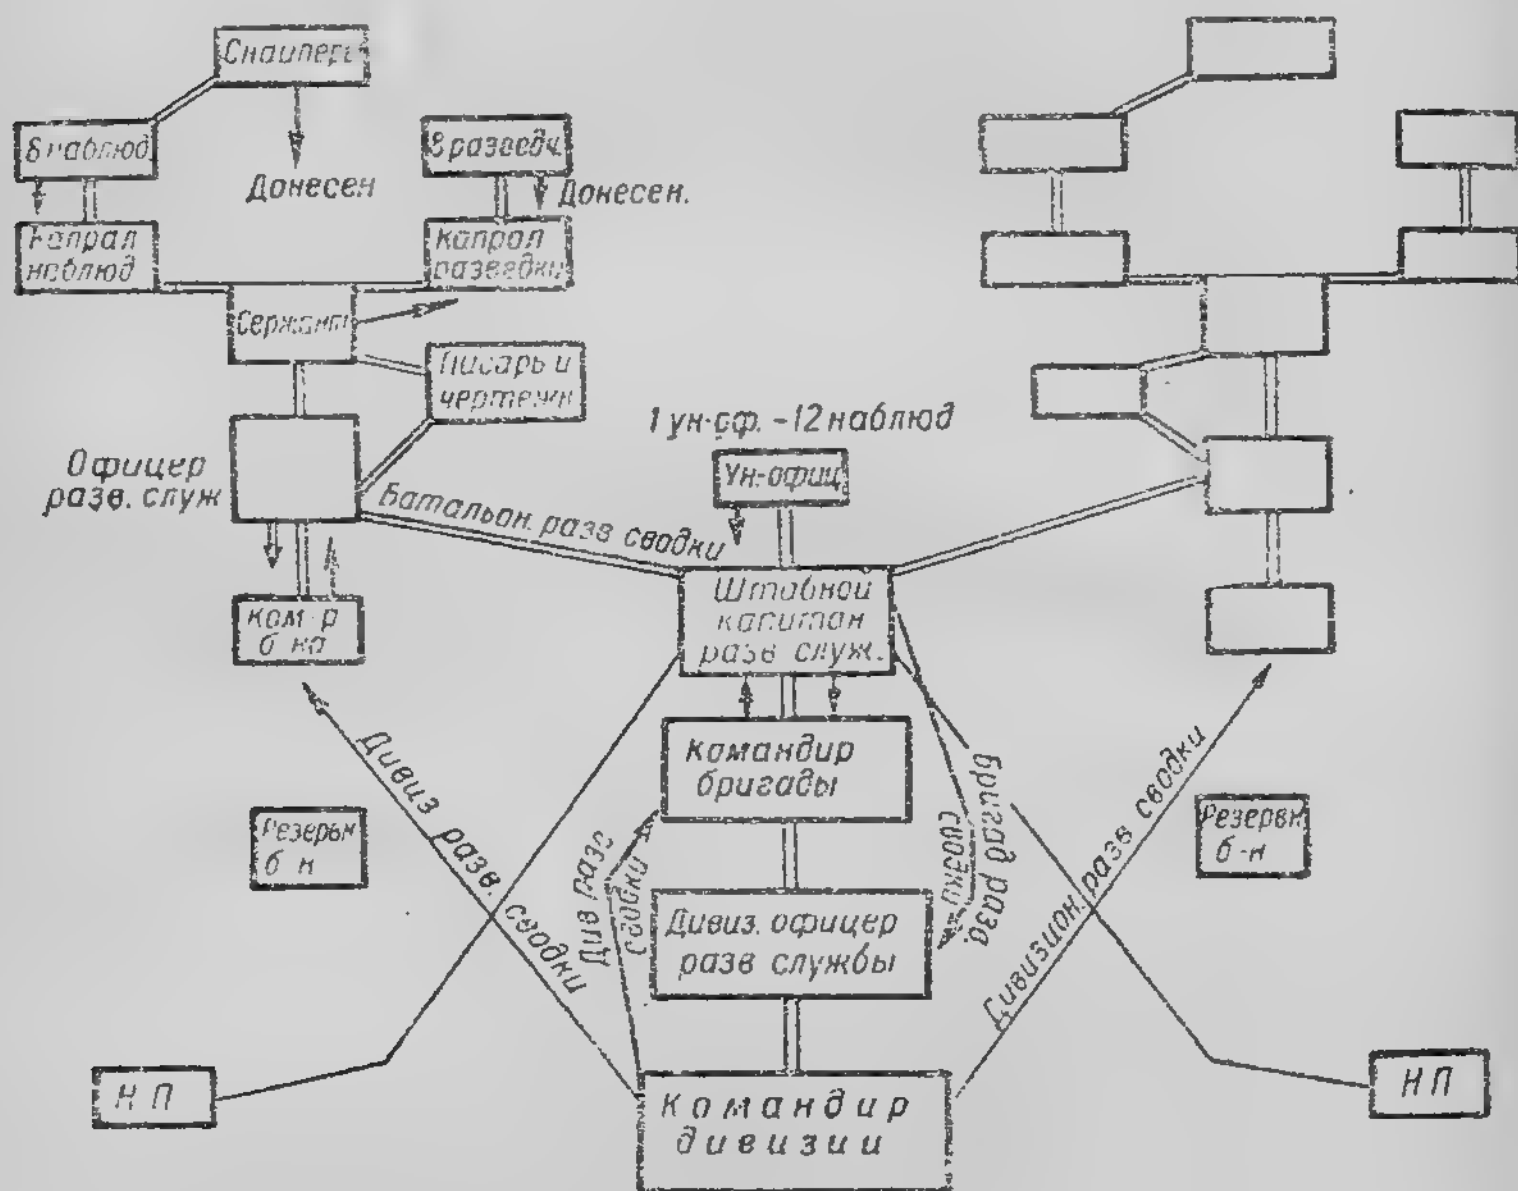 Снайперы
8 наблюд.
Донесен
8 разведч.
Донесен.
Капрал
наблюд
Капрал
разведки
Сержант
Писарь и
чертежн
Офицер
разв. служ
1 ун-оф. - 12 наблюд
Ун-офиц.
Батальон. разв сводки
Ком-р
б-на
Штабной
капитан
разв служ.
Командир
бригады
Дивиз разв. сводки
Див разв
сводки
Бригад разв.
сводки
Дивизион. разв сводки
Резервн
б н
Резервн
б-н
Дивиз. офицер
разв службы
Н П
Командир
дивизии
Н П